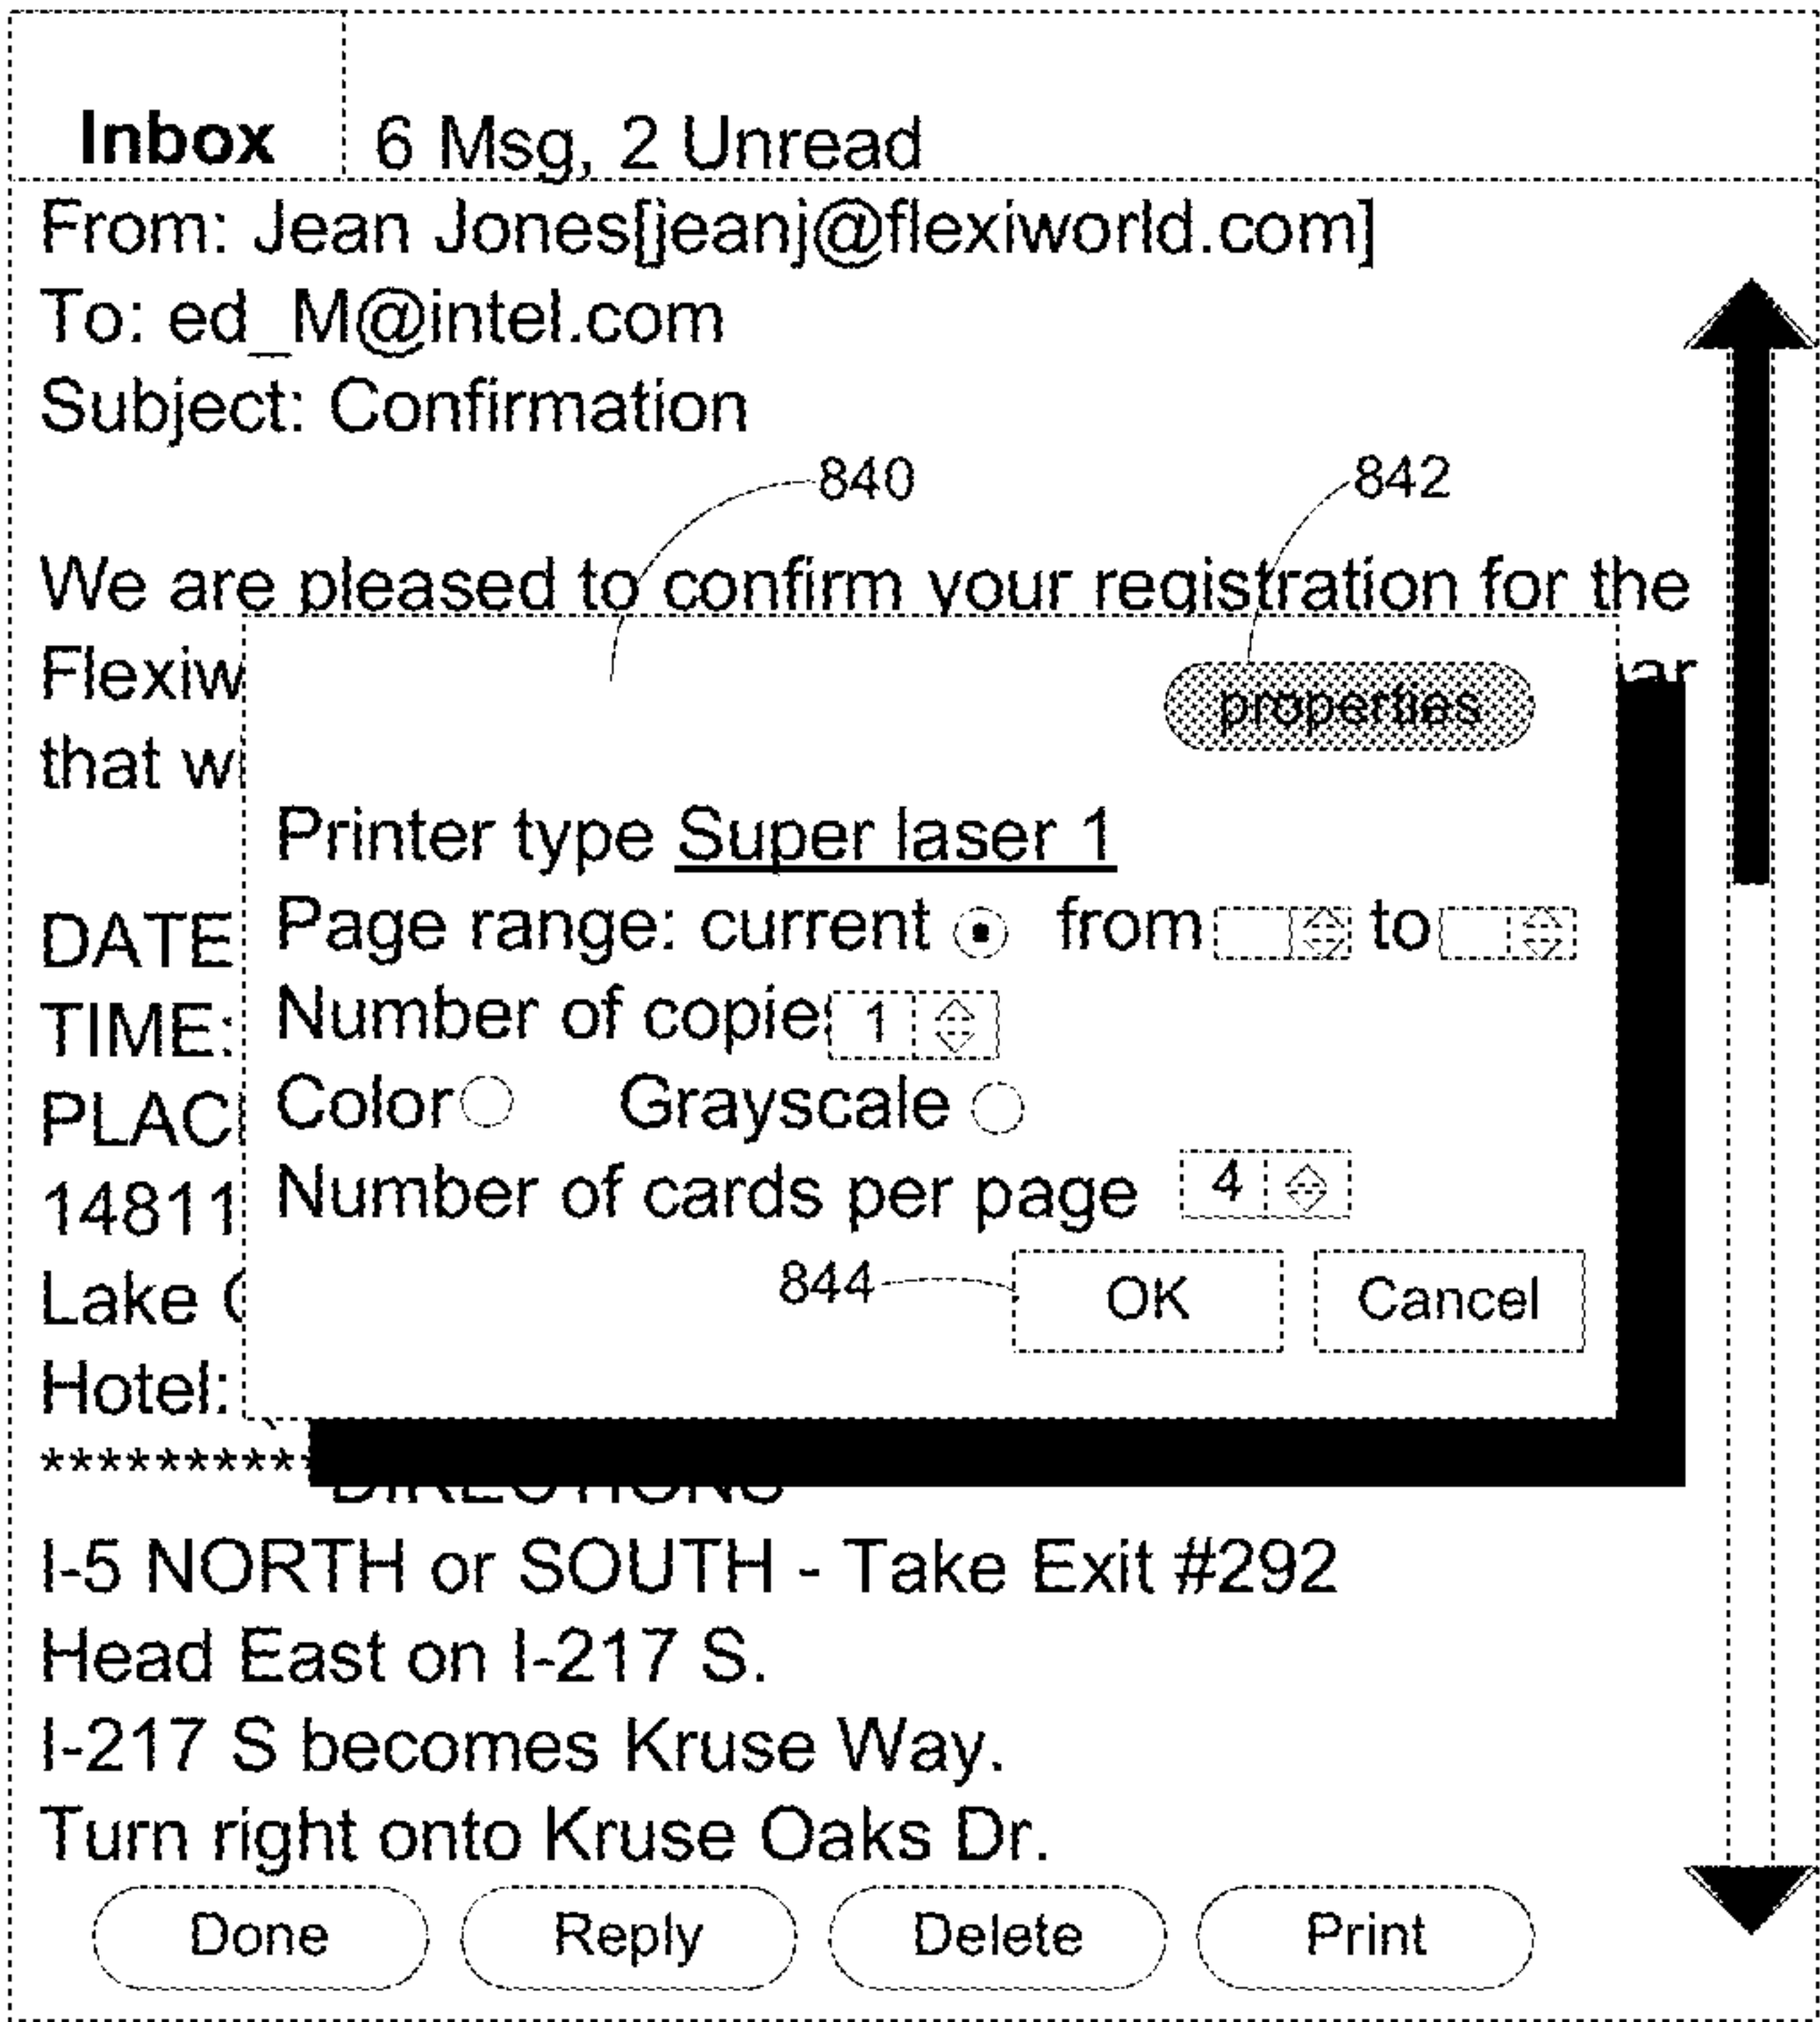 Inbox 6 Msg, 2 Unread
From: Jean Jones[jeanj@flexiworld.com]
To: ed_M@intel.com
Subject: Confirmation
840 842
We are pleased to confirm your registration for the
properties
that
Printer type Super laser 1
DATE Page range: current from to
TIME: Number of copie 1
Color Grayscale
14811 Number of cards per page 4
Lake 844 OK Cancel
Hotel:
**********
DIRECTIONS
I-5 NORTH or SOUTH - Take Exit #292
Head East on I-217 S.
I-217 S becomes Kruse Way.
Turn right onto Kruse Oaks Dr.
Done Reply Delete Print